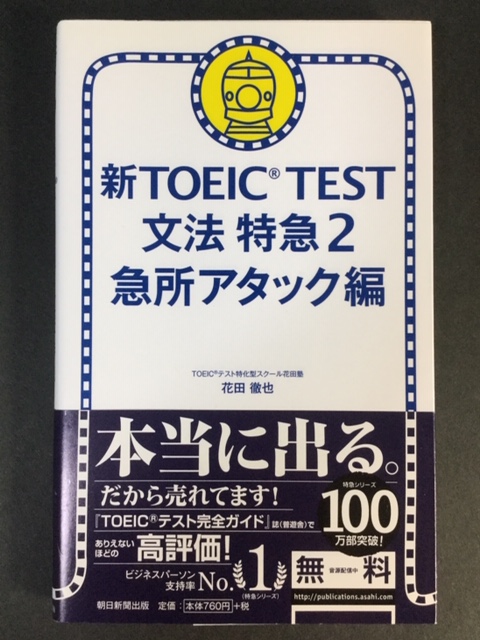 新TOEIC® TEST
文法 特急2
急所アタック編
TOEIC®テスト特化型スクール花田塾
花田 徹也
本当に出る。
だから売れてます!
『TOEIC®テスト完全ガイド』誌(普遊舎)で
ありえない
ほどの
高評価!
ビジネスパーソン
支持率
No.1
(特急シリーズ)
特急シリーズ
100
万部突破!
無料
音源配信中
http://publications.asahi.com/
朝日新聞出版 定価:本体760円+税